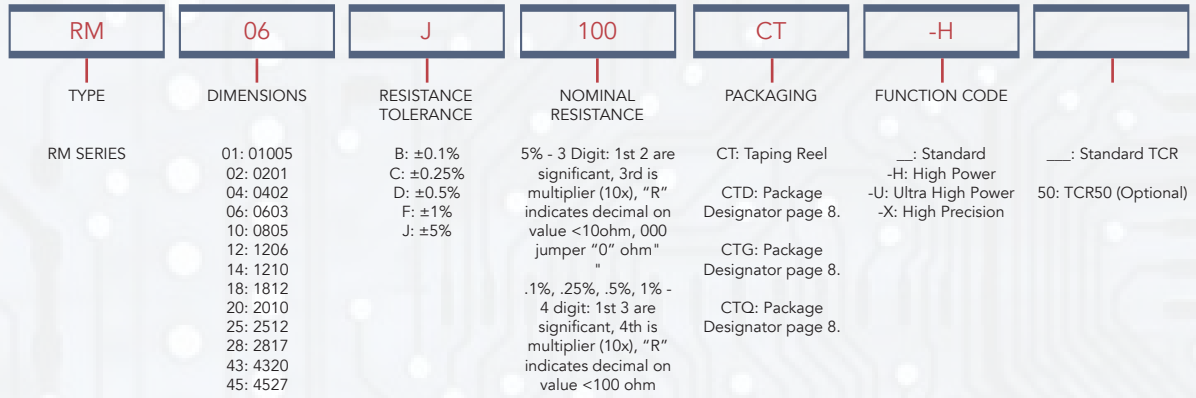 RM
06
J
100
CT
-H
TYPE
DIMENSIONS
RESISTANCE
TOLERANCE
NOMINAL
RESISTANCE
PACKAGING
FUNCTION CODE
RM SERIES
01: 01005
02: 0201
04: 0402
06: 0603
10: 0805
12: 1206
14: 1210
18: 1812
20: 2010
25: 2512
28: 2817
43: 4320
45: 4527
B: ±0.1%
C: ±0.25%
D: ±0.5%
F: ±1%
J: ±5%
5% - 3 Digit: 1st 2 are
significant, 3rd is
multiplier (10x), “R”
indicates decimal on
value <10ohm, 000
jumper “0” ohm"
"
.1%, .25%, .5%, 1% -
4 digit: 1st 3 are
significant, 4th is
multiplier (10x), “R”
indicates decimal on
value <100 ohm
CT: Taping Reel
CTD: Package
Designator page 8.
CTG: Package
Designator page 8.
CTQ: Package
Designator page 8.
__: Standard
-H: High Power
-U: Ultra High Power
-X: High Precision
___: Standard TCR
50: TCR50 (Optional)